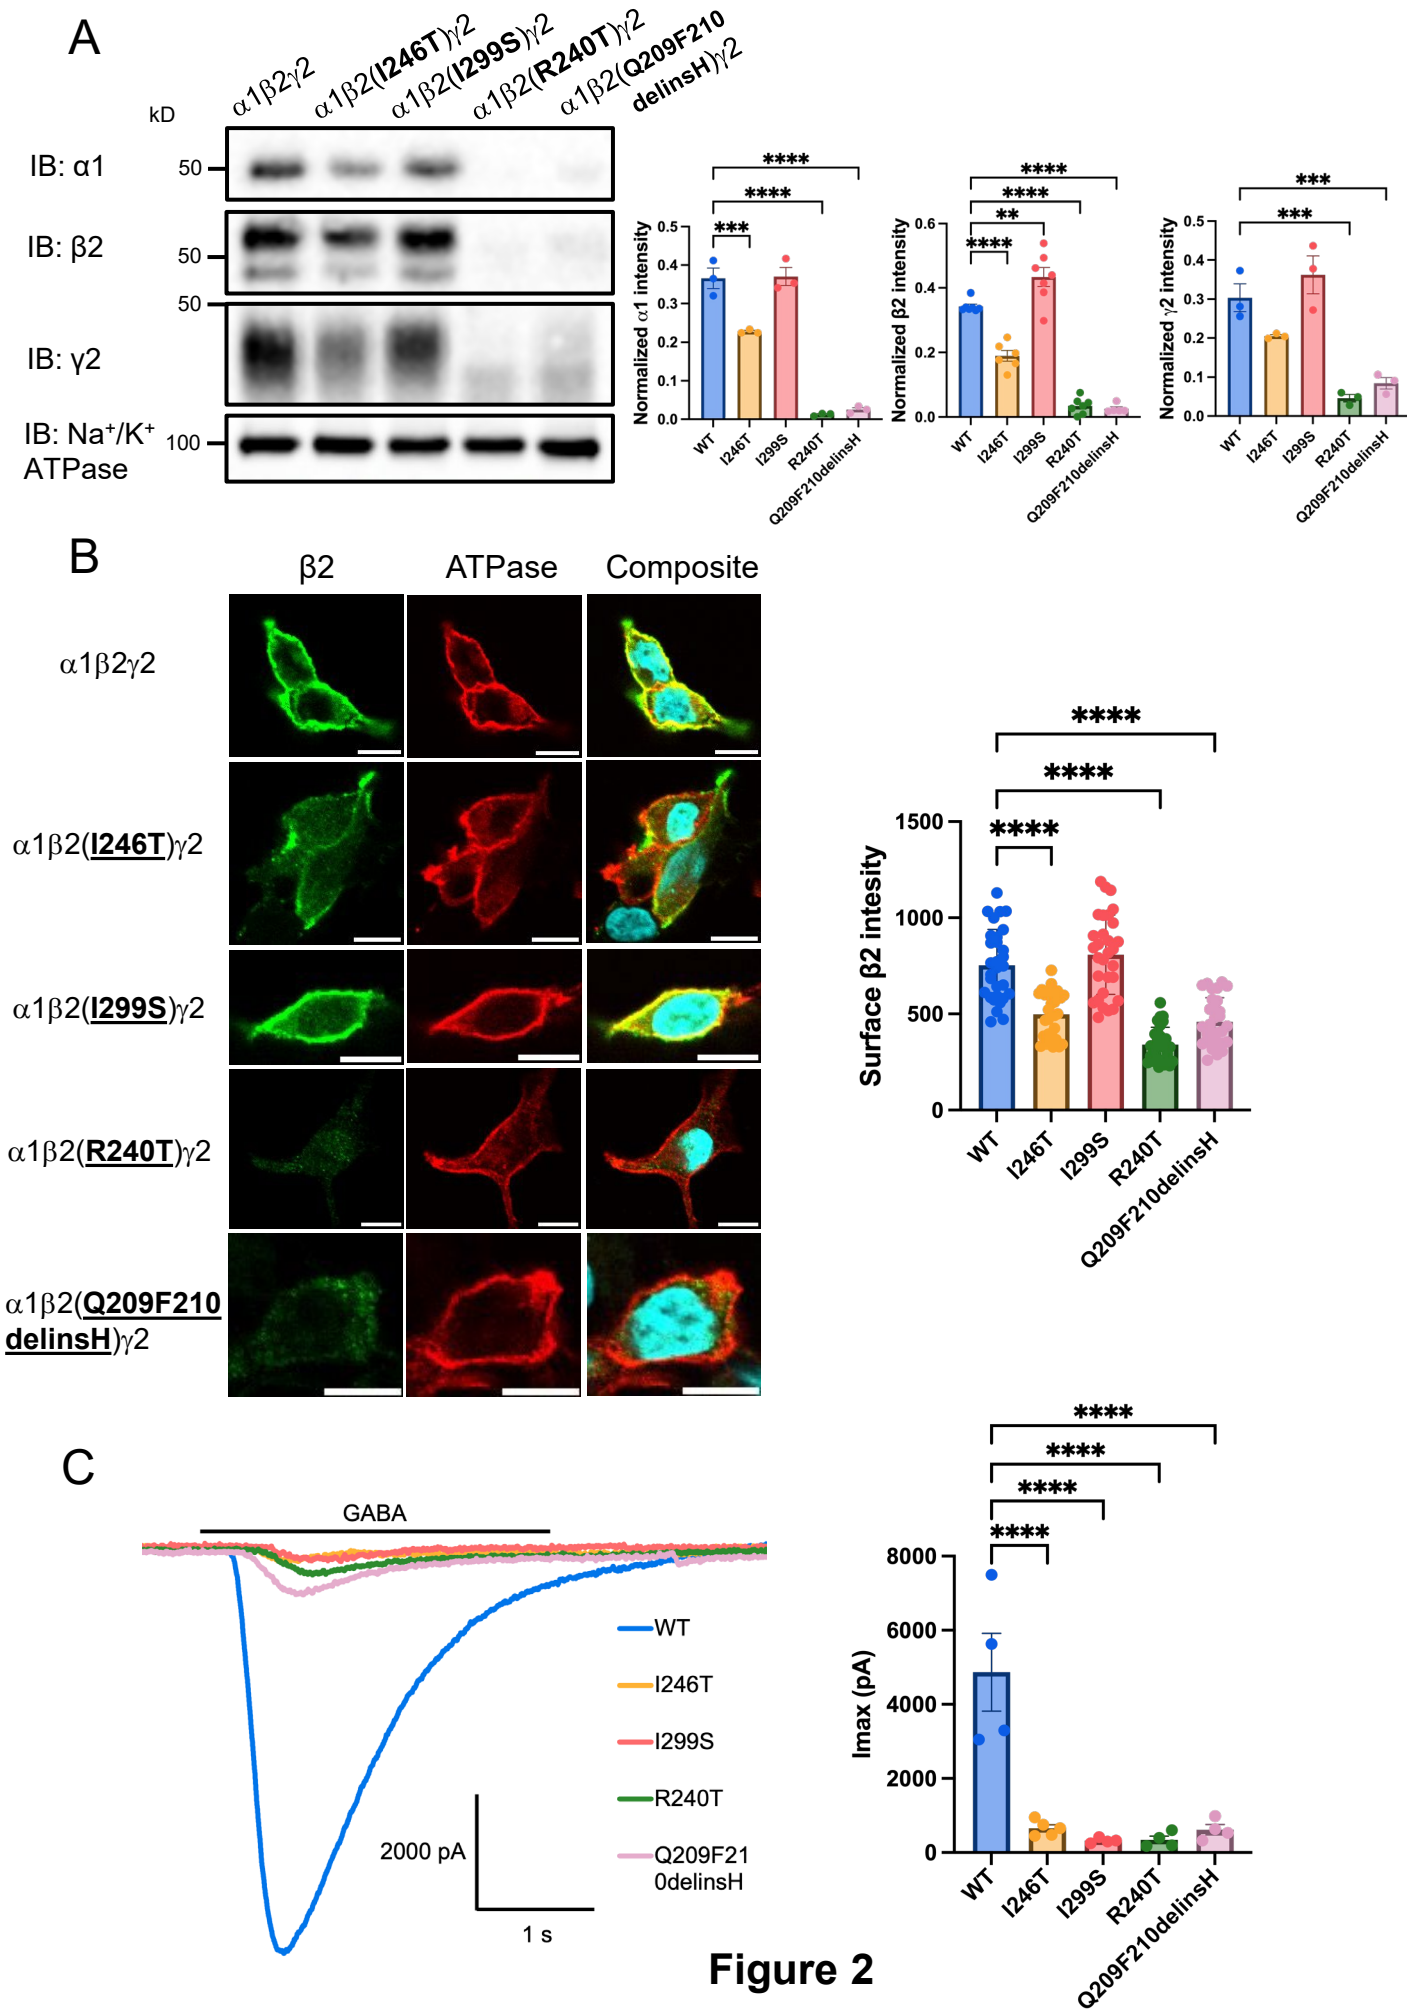 A
α1β2γ2
α1β2(I246T)γ2
α1β2(I299S)γ2
α1β2(R240T)γ2
α1β2(Q209F210
delinsH)γ2
kD
IB: α1
50
IB: β2
50
50
IB: γ2
IB: Na⁺/K⁺
ATPase
100
****
****
***
Normalized α1 intensity
0.5
0.4
0.3
0.2
0.1
0.0
WT
I246T
I299S
R240T
Q209F210delinsH
****
****
**
****
Normalized β2 intensity
0.6
0.4
0.2
0.0
WT
I246T
I299S
R240T
Q209F210delinsH
***
***
Normalized γ2 intensity
0.5
0.4
0.3
0.2
0.1
0.0
WT
I246T
I299S
R240T
Q209F210delinsH
B
β2
ATPase
Composite
α1β2γ2
α1β2(I246T)γ2
α1β2(I299S)γ2
α1β2(R240T)γ2
α1β2(Q209F210
delinsH)γ2
****
****
****
Surface β2 intesity
1500
1000
500
0
WT
I246T
I299S
R240T
Q209F210delinsH
C
GABA
WT
I246T
I299S
R240T
Q209F21
0delinsH
2000 pA
1 s
****
****
****
****
Imax (pA)
8000
6000
4000
2000
0
WT
I246T
I299S
R240T
Q209F210delinsH
Figure 2